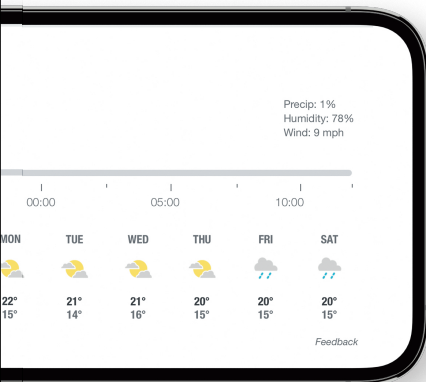 Precip: 1%
Humidity: 78%
Wind: 9 mph
00:00 05:00 10:00
MON TUE WED THU FRI SAT
22° 21° 21° 20° 20° 20°
15° 14° 16° 15° 15° 15°
Feedback